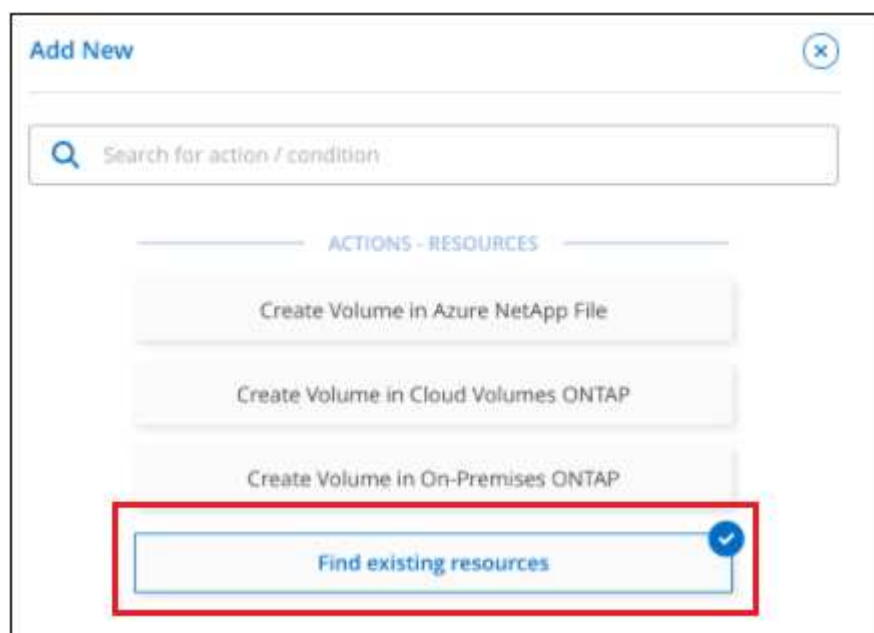 Add New
Search for action / condition
ACTIONS - RESOURCES
Create Volume in Azure NetApp File
Create Volume in Cloud Volumes ONTAP
Create Volume in On-Premises ONTAP
Find existing resources